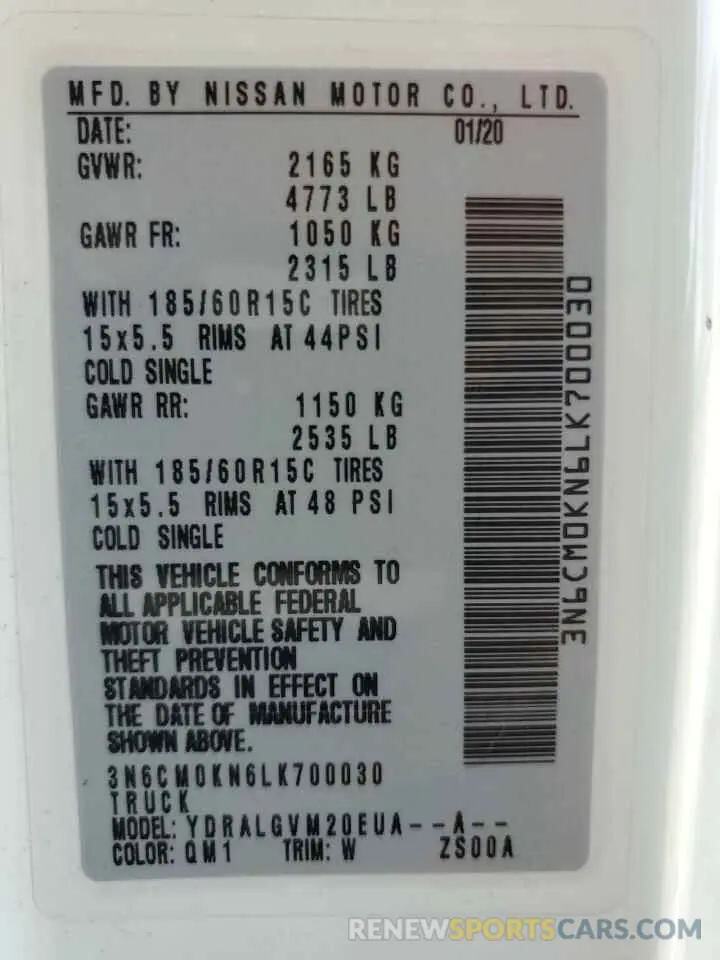 MFD. BY NISSAN MOTOR CO., LTD.
DATE: 01/20
GVWR: 2165 KG
4773 LB
GAWR FR: 1050 KG
2315 LB
WITH 185/60R15C TIRES
15x5.5 RIMS AT 44PSI
COLD SINGLE
GAWR RR: 1150 KG
2535 LB
WITH 185/60R15C TIRES
15x5.5 RIMS AT 48 PSI
COLD SINGLE
THIS VEHICLE CONFORMS TO
ALL APPLICABLE FEDERAL
MOTOR VEHICLE SAFETY AND
THEFT PREVENTION
STANDARDS IN EFFECT ON
THE DATE OF MANUFACTURE
SHOWN ABOVE.
3N6CM0KN6LK700030
TRUCK
MODEL: YDRALGVM20EUA--A--
COLOR: QM1 TRIM: W ZS00A
3N6CM0KN6LK700030
RENEWSPORTSCARS.COM